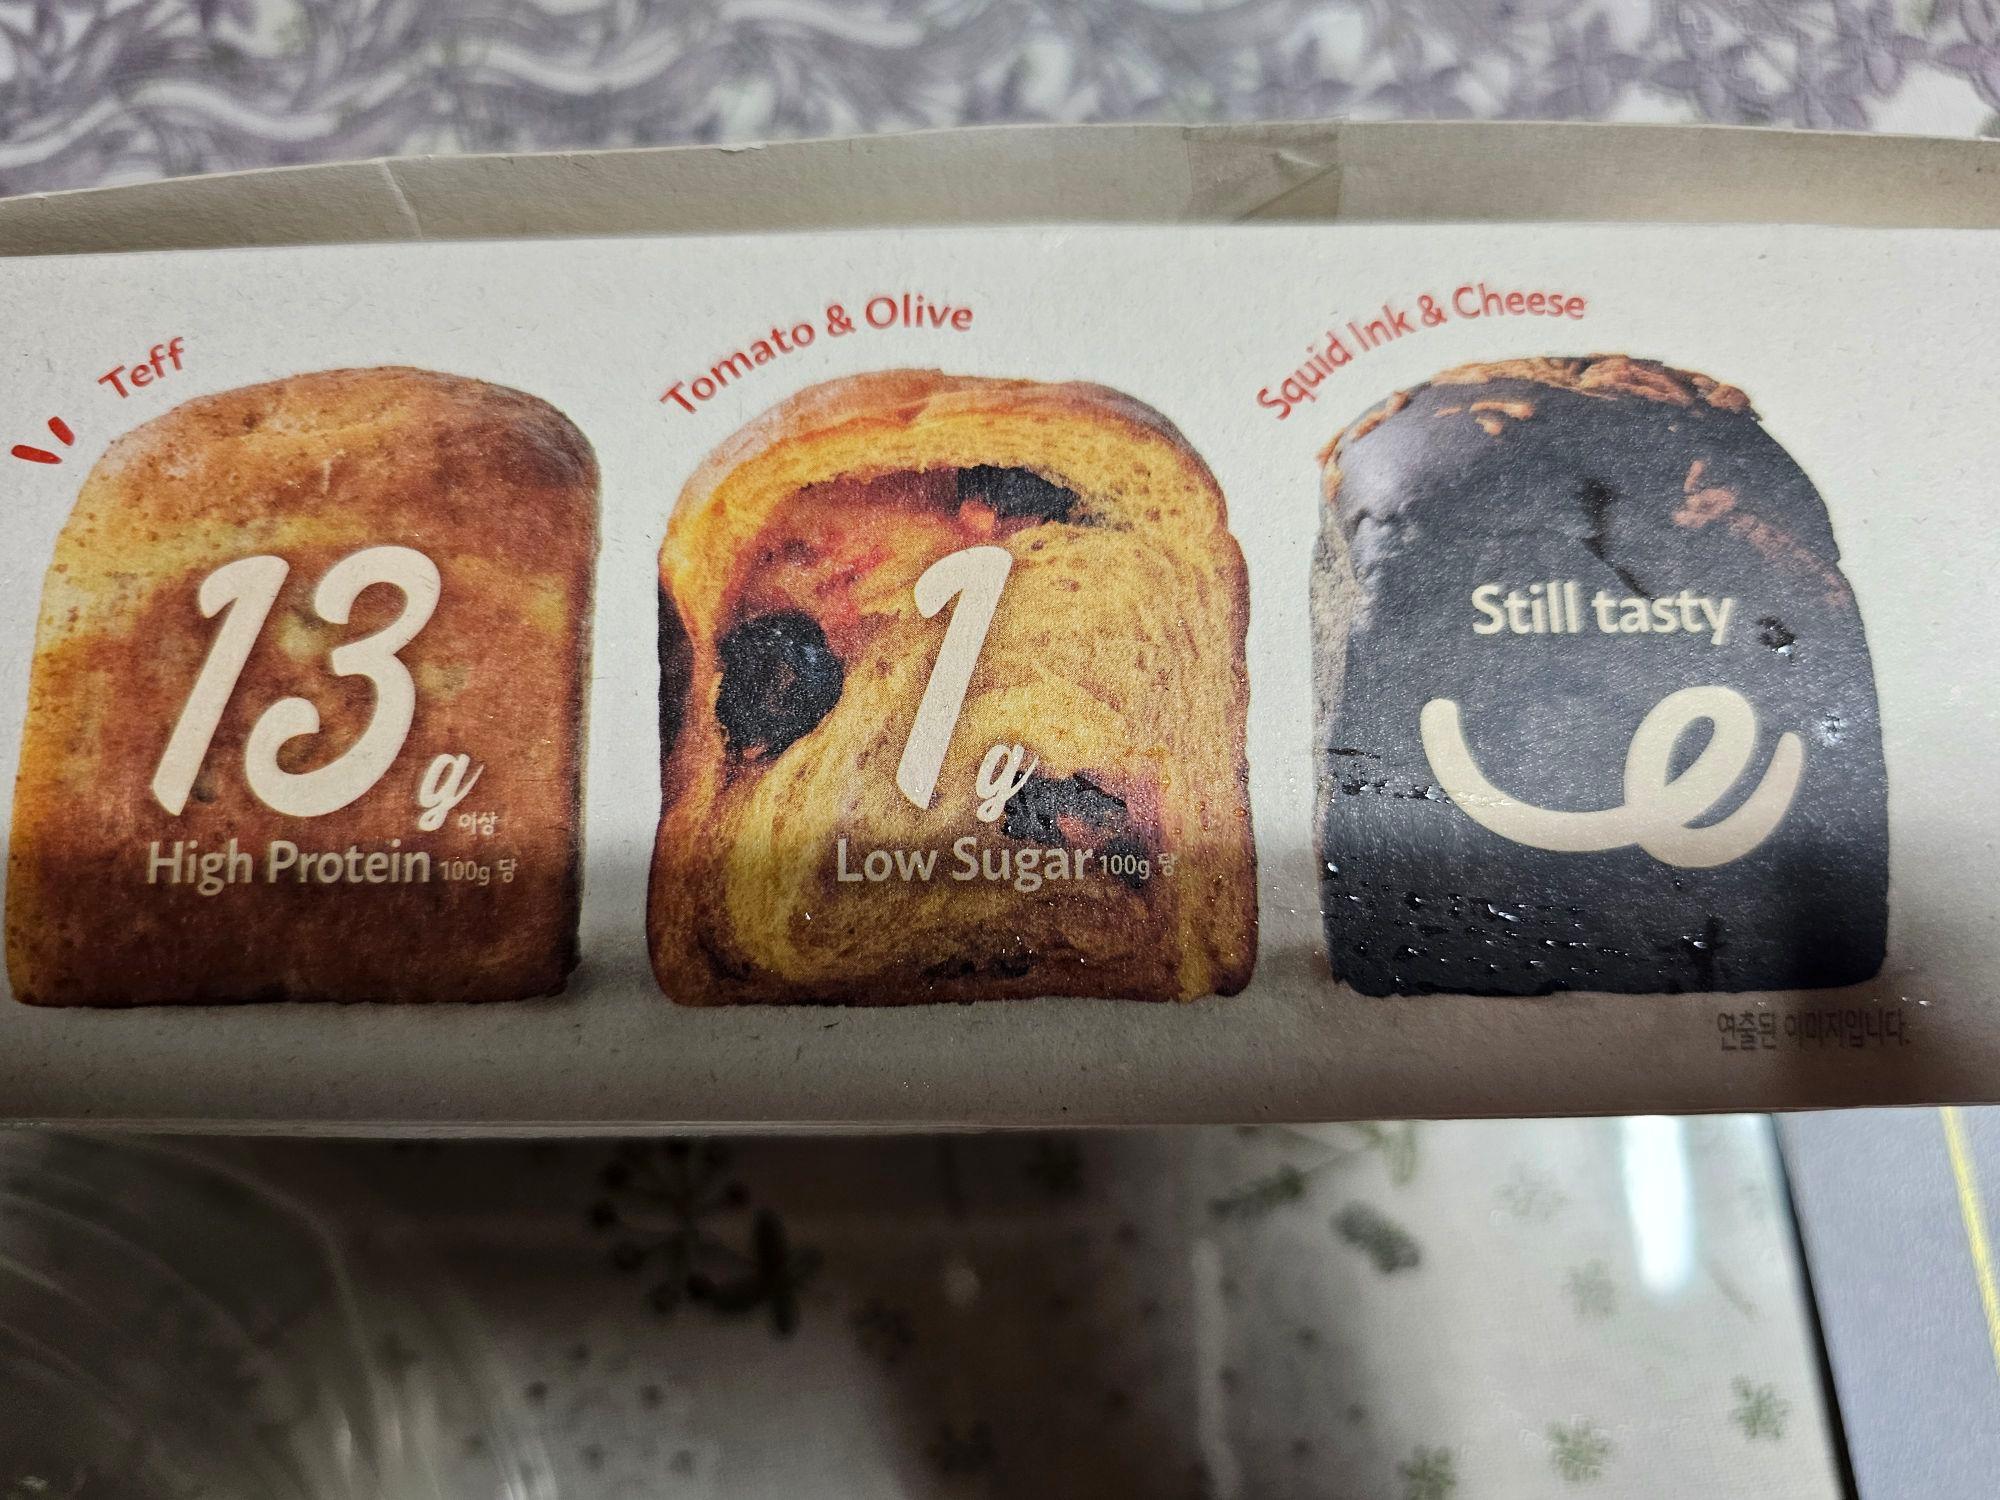 Teff
13g 이상
High Protein 100g 당
Tomato & Olive
1g
Low Sugar 100g 당
Squid Ink & Cheese
Still tasty
연출된 이미지입니다.